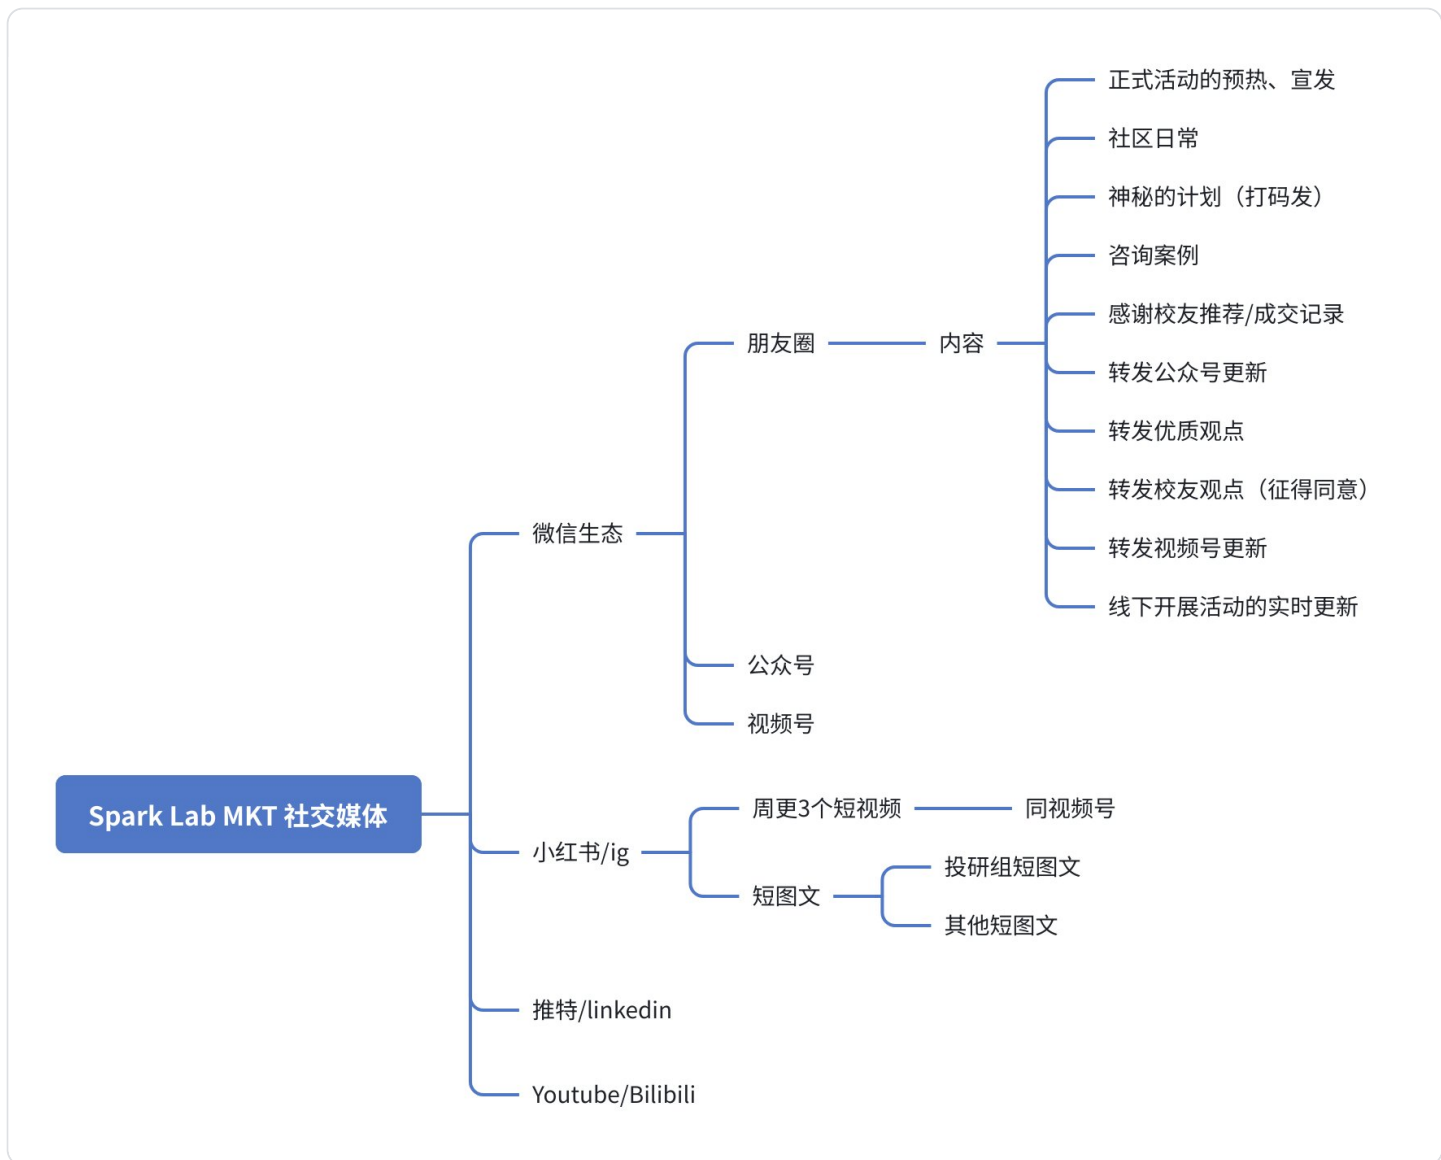 正式活动的预热、宣发
社区日常
神秘的计划（打码发）
咨询案例
感谢校友推荐/成交记录
朋友圈
内容
转发公众号更新
转发优质观点
转发校友观点（征得同意）
微信生态
转发视频号更新
线下开展活动的实时更新
公众号
视频号
Spark Lab MKT 社交媒体
周更3个短视频
同视频号
小红书/ig
投研组短图文
短图文
其他短图文
推特/linkedin
Youtube/Bilibili